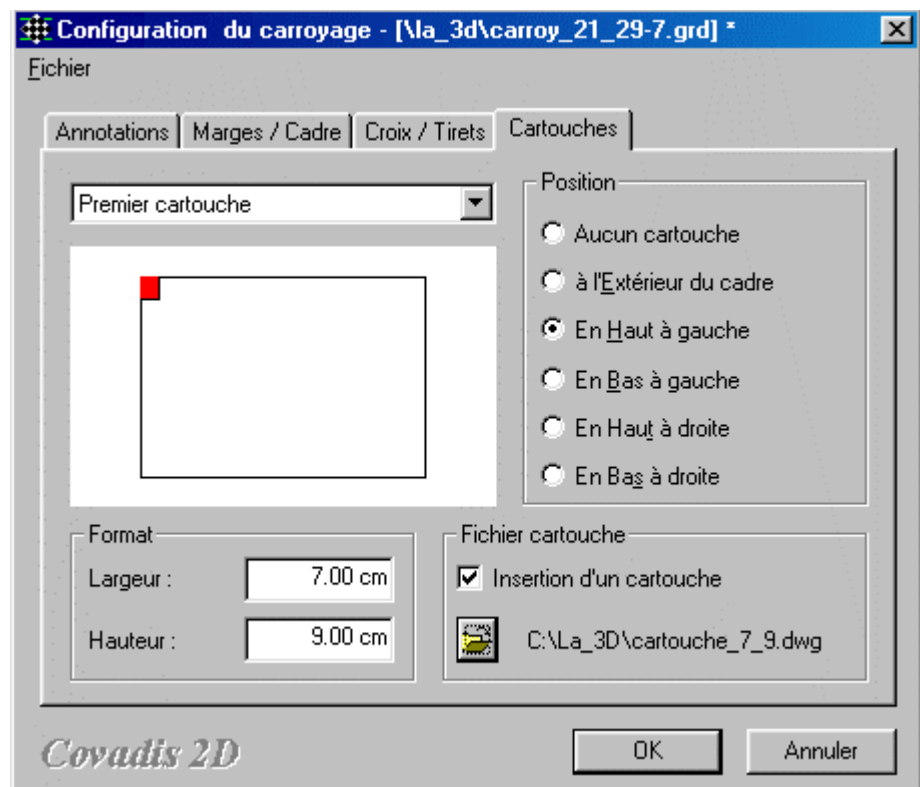 Configuration du carroyage - [\la_3d\carroy_21_29-7.grd] *
Fichier
Annotations Marges / Cadre Croix / Tirets Cartouches
Premier cartouche
Position
Aucun cartouche
à l'Extérieur du cadre
En Haut à gauche
En Bas à gauche
En Haut à droite
En Bas à droite
Format
Largeur : 7.00 cm
Hauteur : 9.00 cm
Fichier cartouche
Insertion d'un cartouche
C:\La_3D\cartouche_7_9.dwg
Covadis 2D
OK Annuler